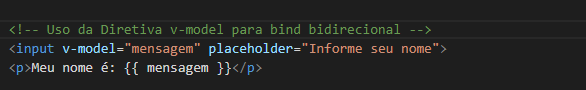 <!-- Uso da Diretiva v-model para bind bidirecional -->
<input v-model="mensagem" placeholder="Informe seu nome">
<p>Meu nome é: {{ mensagem }}</p>